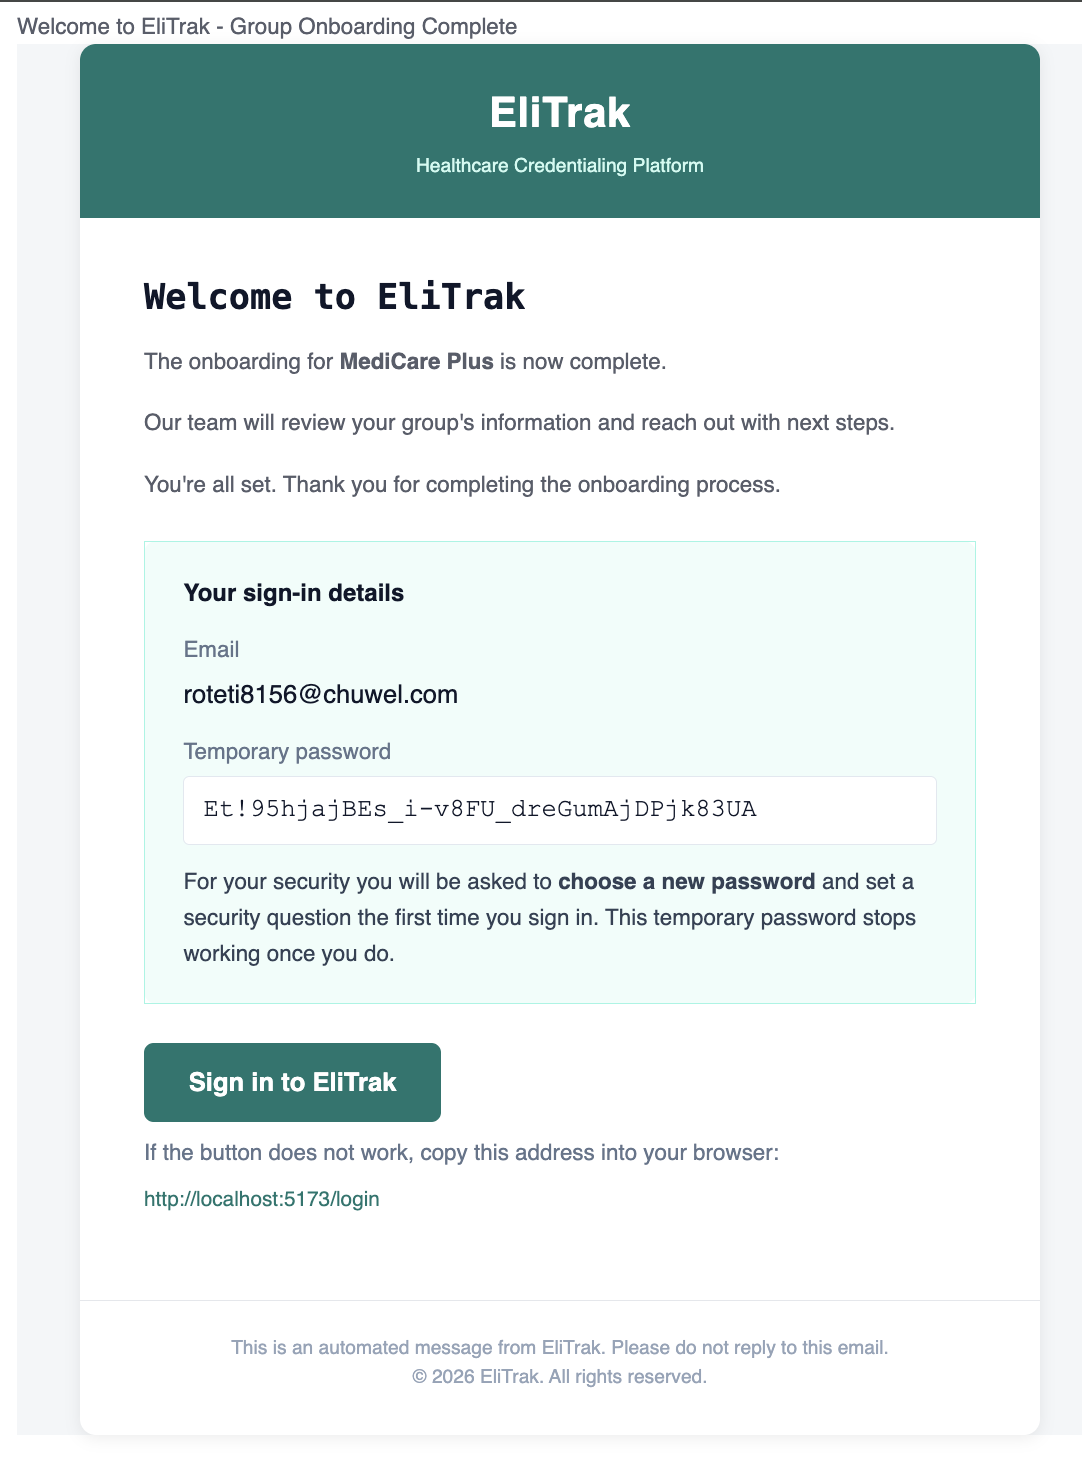 Welcome to EliTrak - Group Onboarding Complete
EliTrak
Healthcare Credentialing Platform
Welcome to EliTrak
The onboarding for MediCare Plus is now complete.
Our team will review your group's information and reach out with next steps.
You're all set. Thank you for completing the onboarding process.
Your sign-in details
Email
roteti8156@chuwel.com
Temporary password
Et!95hjajBEs_i-v8FU_dreGumAjDPjk83UA
For your security you will be asked to choose a new password and set a
security question the first time you sign in. This temporary password stops
working once you do.
Sign in to EliTrak
If the button does not work, copy this address into your browser:
http://localhost:5173/login
This is an automated message from EliTrak. Please do not reply to this email.
© 2026 EliTrak. All rights reserved.